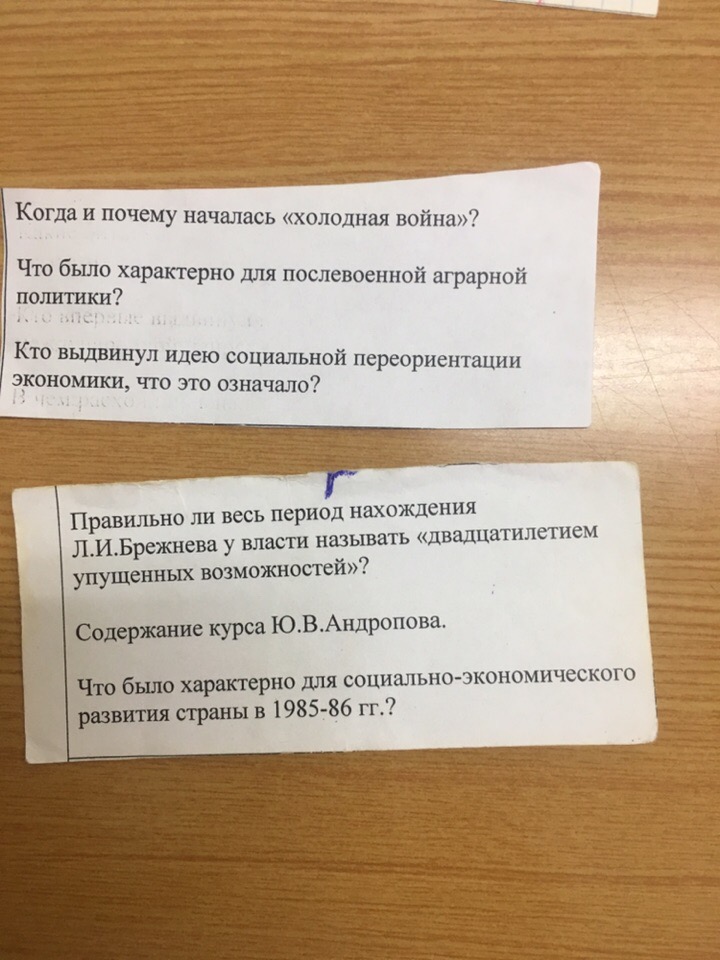 Когда и почему началась «холодная война»?
Что было характерно для послевоенной аграрной
политики?
Кто выдвинул идею социальной переориентации
экономики, что это означало?
Правильно ли весь период нахождения
Л.И.Брежнева у власти называть «двадцатилетием
упущенных возможностей»?
Содержание курса Ю.В.Андропова.
Что было характерно для социально-экономического
развития страны в 1985-86 гг.?